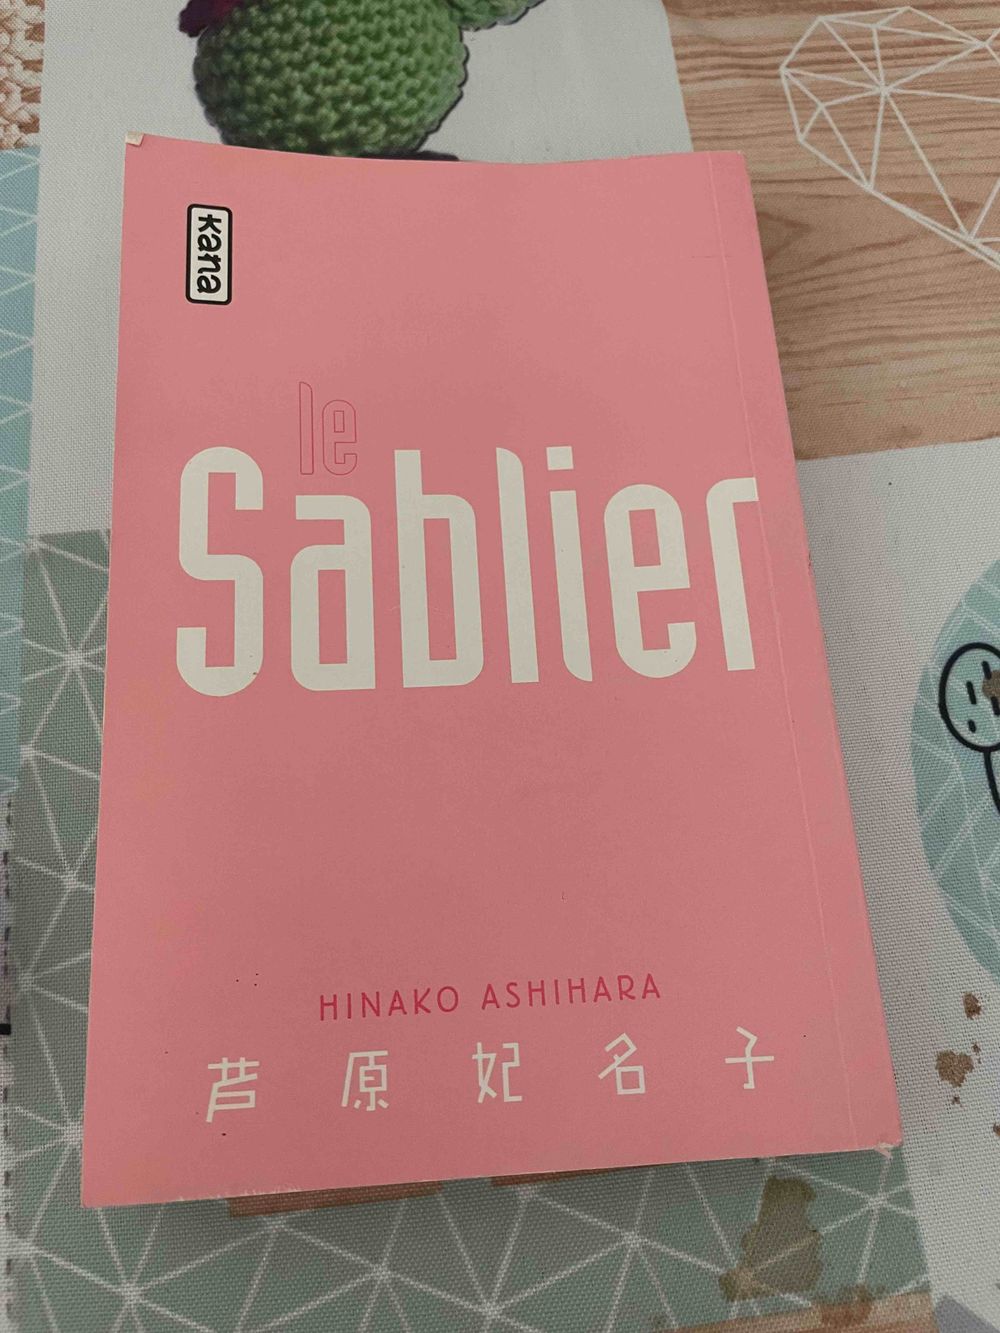 kana
le
Sablier
HINAKO ASHIHARA
芦原妃名子